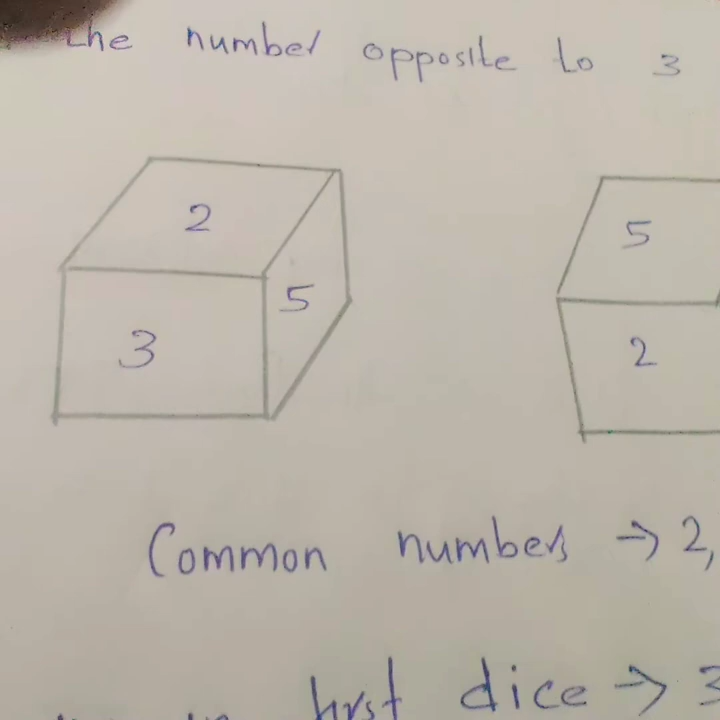 the number opposite to 3
2
5
5
3
2
Common numbers → 2,
first dice → 3